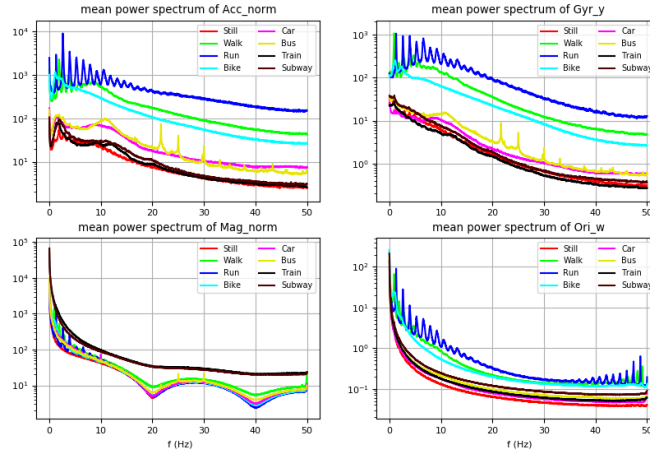 mean power spectrum of Acc_norm
10⁴
10³
10²
10¹
Still
Walk
Run
Bike
Car
Bus
Train
Subway
0 10 20 30 40 50
mean power spectrum of Gyr_y
10³
10²
10¹
10⁰
Still
Walk
Run
Bike
Car
Bus
Train
Subway
0 10 20 30 40 50
mean power spectrum of Mag_norm
10⁵
10⁴
10³
10²
10¹
Still
Walk
Run
Bike
Car
Bus
Train
Subway
0 10 20 30 40 50
f (Hz)
mean power spectrum of Ori_w
10²
10¹
10⁰
10⁻¹
Still
Walk
Run
Bike
Car
Bus
Train
Subway
0 10 20 30 40 50
f (Hz)